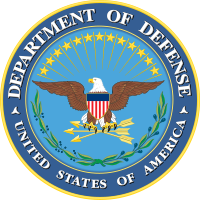 DEPARTMENT OF DEFENSE
UNITED STATES OF AMERICA